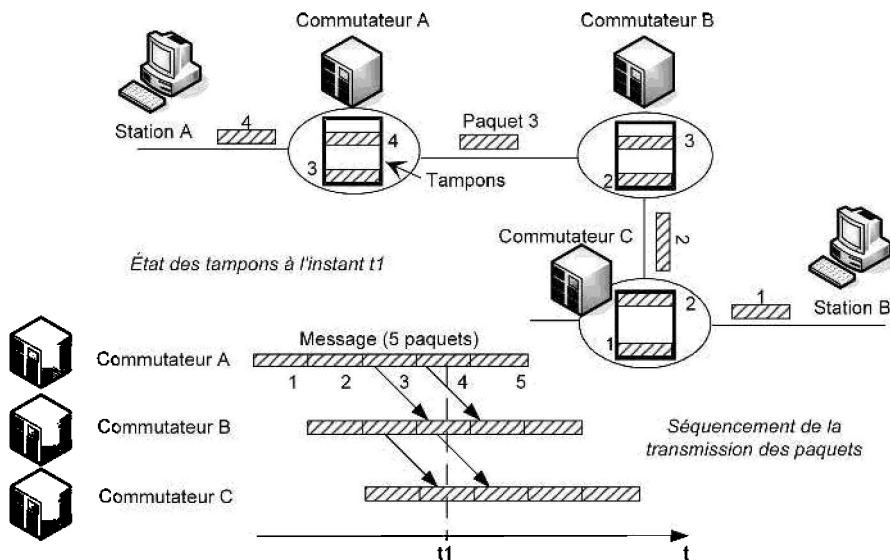 Commutateur A
Commutateur B
Station A
4
3
4
Tampons
Paquet 3
3
2
2
Commutateur C
État des tampons à l'instant t1
2
1
1
Station B
Commutateur A
Message (5 paquets)
1 2 3 4 5
Commutateur B
Séquencement de la
transmission des paquets
Commutateur C
t1
t